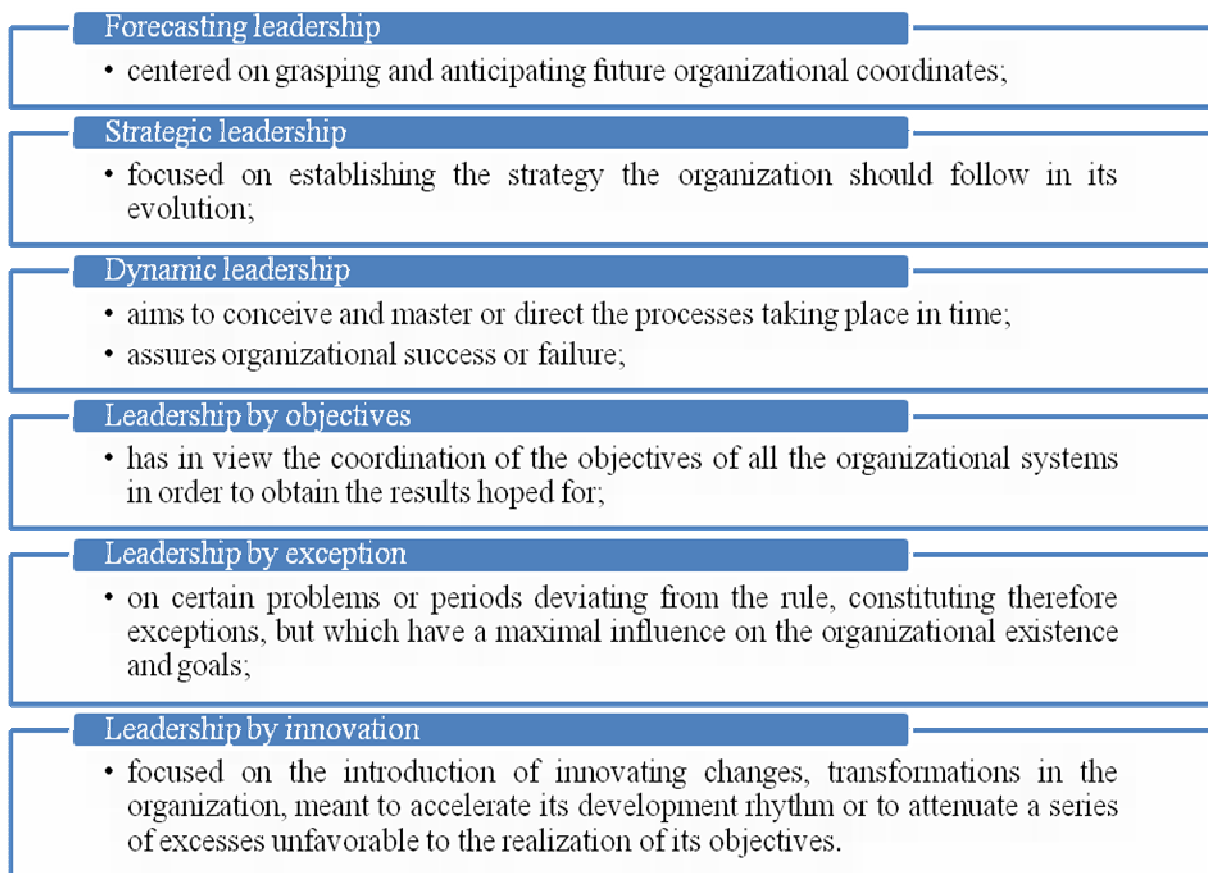 Forecasting leadership
• centered on grasping and anticipating future organizational coordinates;
Strategic leadership
• focused on establishing the strategy the organization should follow in its
evolution;
Dynamic leadership
• aims to conceive and master or direct the processes taking place in time;
• assures organizational success or failure;
Leadership by objectives
• has in view the coordination of the objectives of all the organizational systems
in order to obtain the results hoped for;
Leadership by exception
• on certain problems or periods deviating from the rule, constituting therefore
exceptions, but which have a maximal influence on the organizational existence
and goals;
Leadership by innovation
• focused on the introduction of innovating changes, transformations in the
organization, meant to accelerate its development rhythm or to attenuate a series
of excesses unfavorable to the realization of its objectives.